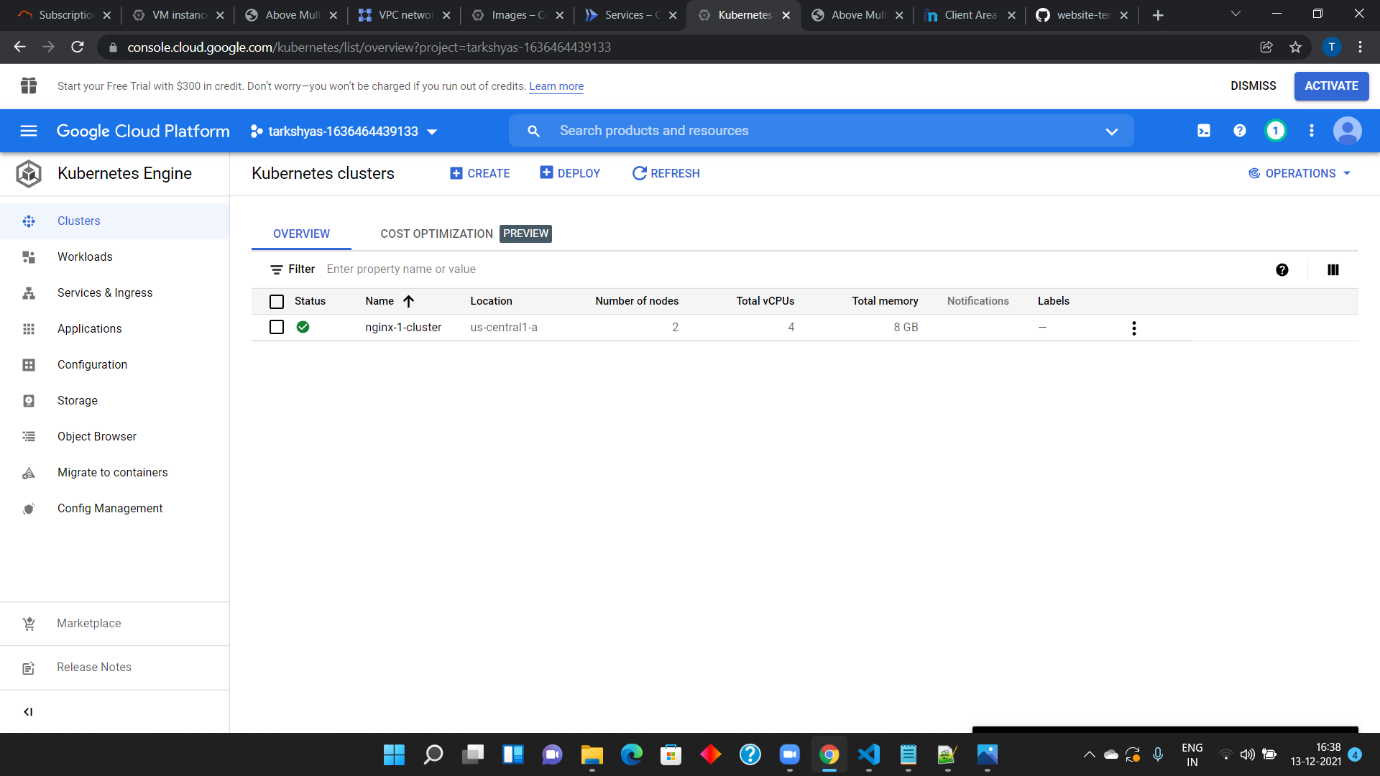 Subscription
VM instanc
Above Mult
VPC networ
Images – Co
Services – C
Kubernetes
Above Mult
Client Area
website-tem
console.cloud.google.com/kubernetes/list/overview?project=tarkshyas-1636464439133
T
Start your Free Trial with $300 in credit. Don't worry—you won't be charged if you run out of credits. Learn more
DISMISS
ACTIVATE
Google Cloud Platform
tarkshyas-1636464439133
Search products and resources
1
Kubernetes Engine
Kubernetes clusters
CREATE
DEPLOY
REFRESH
OPERATIONS
Clusters
Workloads
Services & Ingress
Applications
Configuration
Storage
Object Browser
Migrate to containers
Config Management
Marketplace
Release Notes
OVERVIEW
COST OPTIMIZATION PREVIEW
Filter Enter property name or value
Status Name Location Number of nodes Total vCPUs Total memory Notifications Labels
nginx-1-cluster us-central1-a 2 4 8 GB —
ENG
IN
16:38
13-12-2021
4